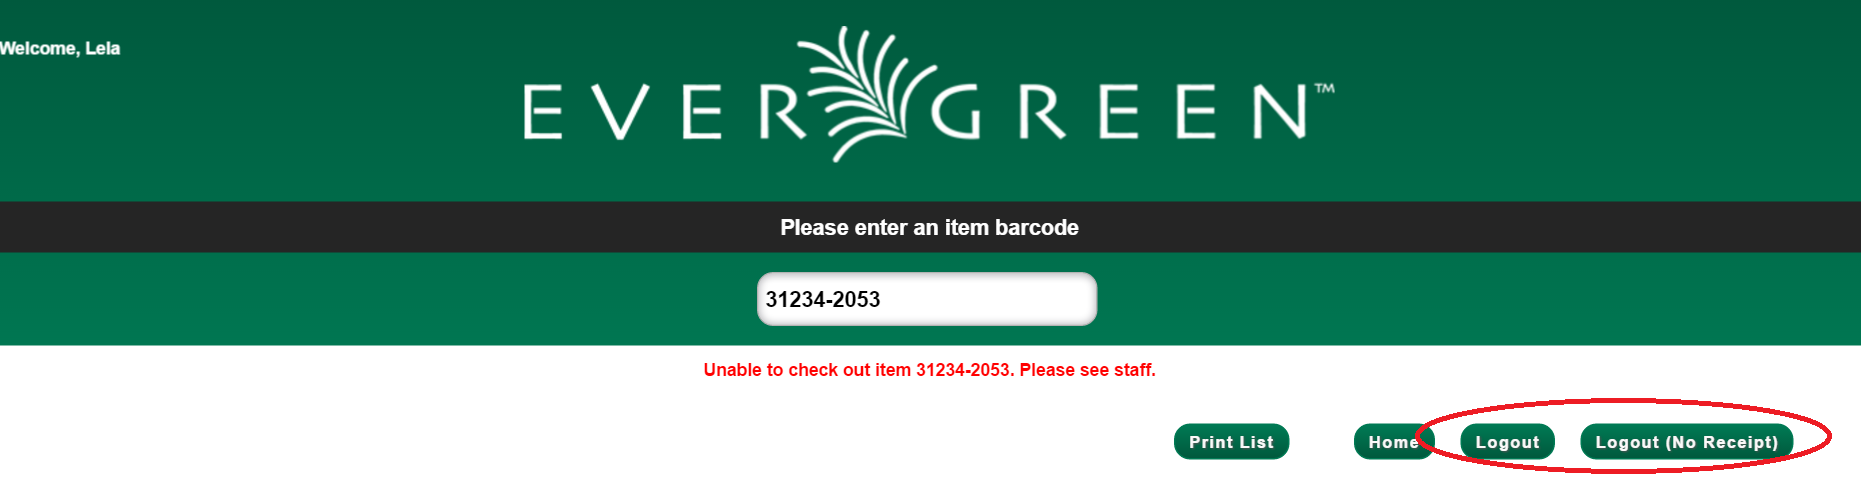 Welcome, Lela
EVERGREEN™
Please enter an item barcode
31234-2053
Unable to check out item 31234-2053. Please see staff.
Print List Home Logout Logout (No Receipt)